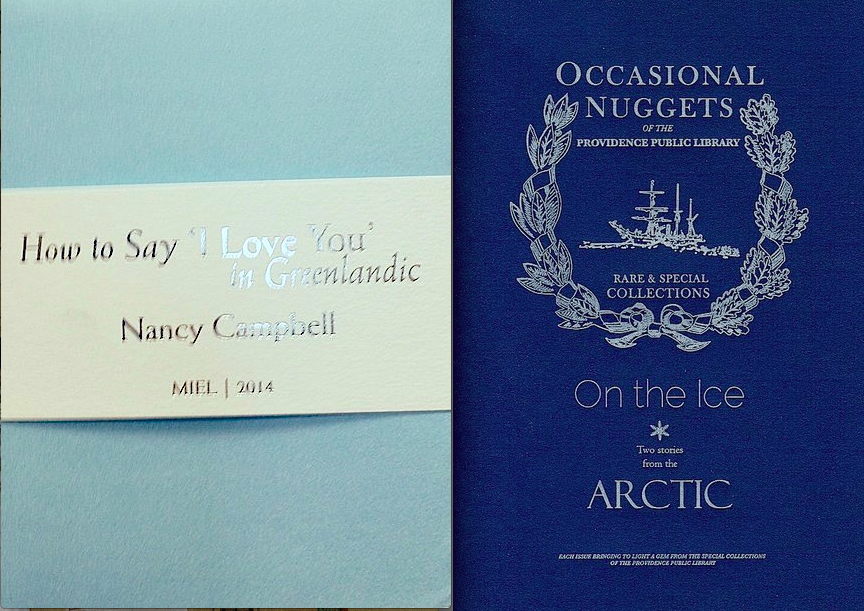 How to Say 'I Love You'
in Greenlandic
Nancy Campbell
MIEL | 2014
OCCASIONAL
NUGGETS
OF THE
PROVIDENCE PUBLIC LIBRARY
RARE & SPECIAL
COLLECTIONS
On the Ice
Two stories
from the
ARCTIC
EACH ISSUE BRINGING TO LIGHT A GEM FROM THE SPECIAL COLLECTIONS
OF THE PROVIDENCE PUBLIC LIBRARY